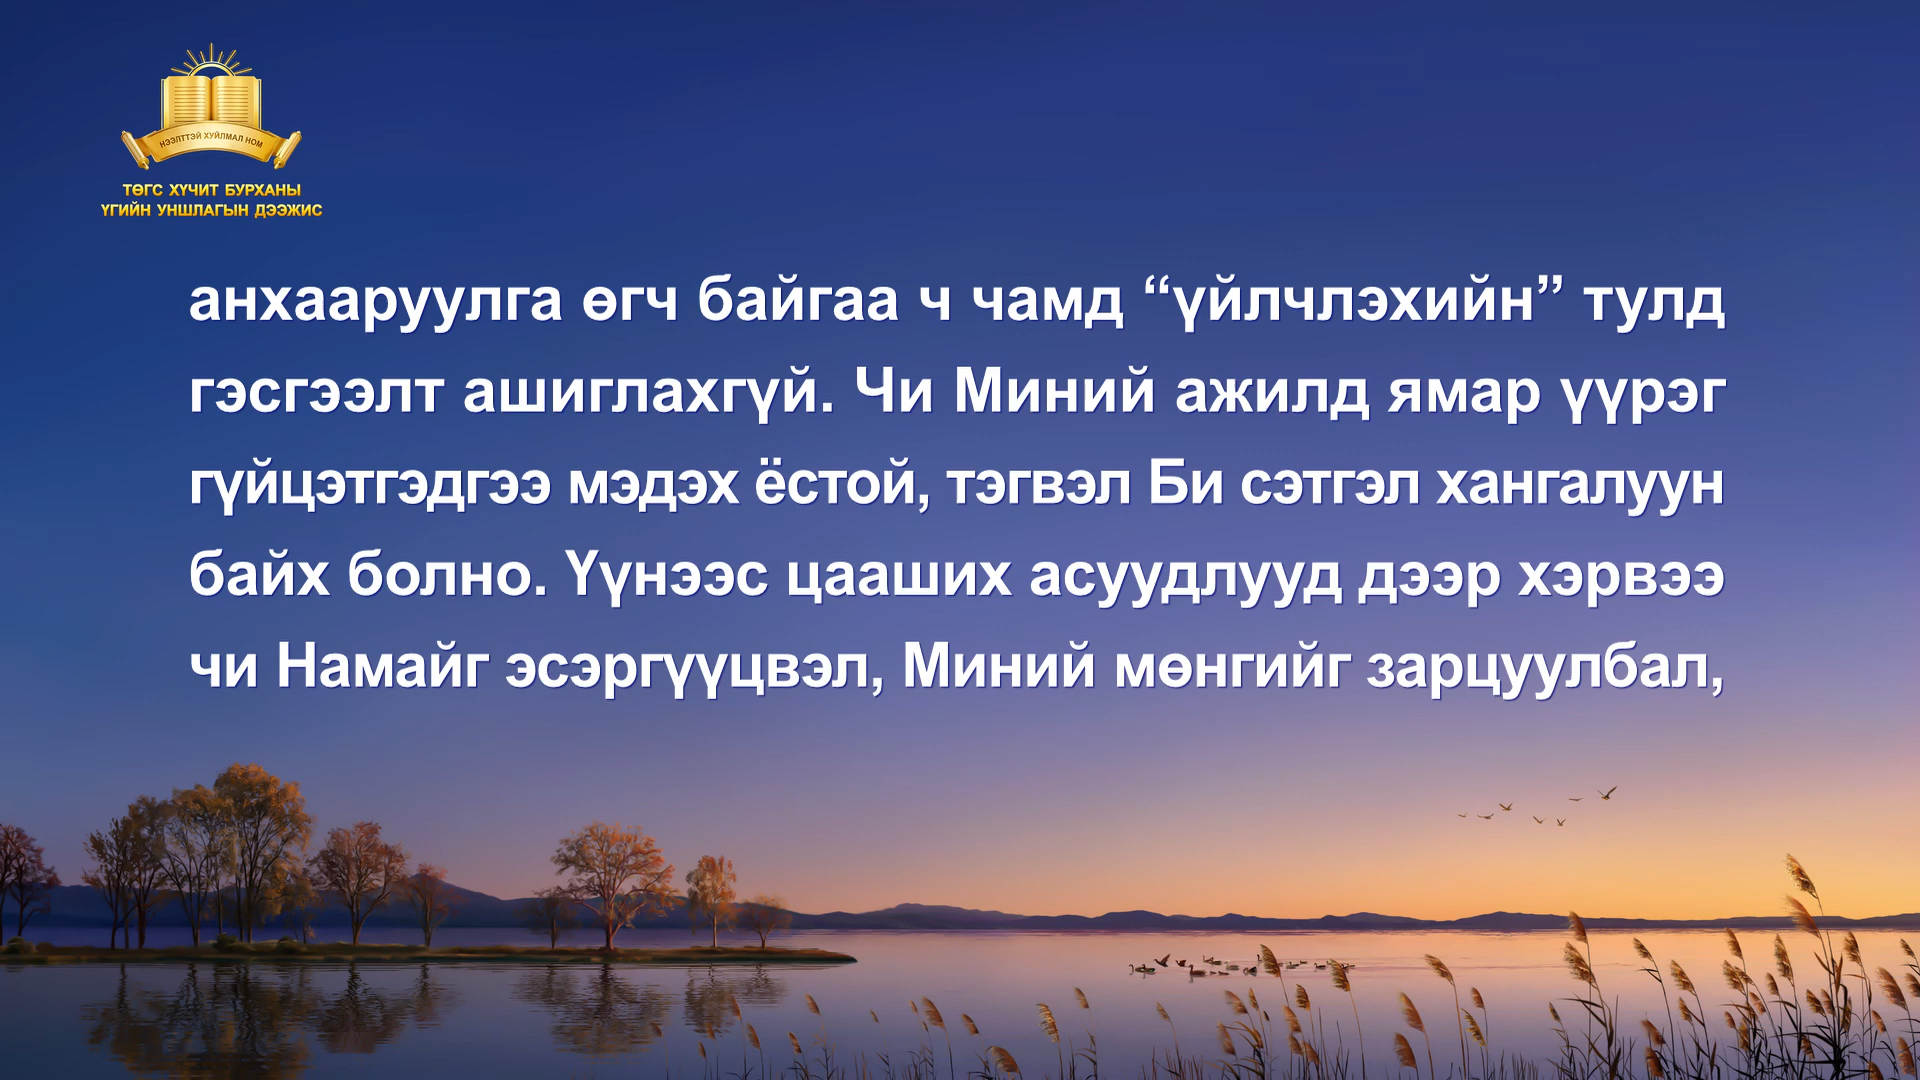 НЭЭЛТТЭЙ ХУЙЛМАЛ НОМ
ТӨГС ХҮЧИТ БУРХАНЫ
ҮГИЙН УНШЛАГЫН ДЭЭЖИС
анхааруулга өгч байгаа ч чамд “үйлчлэхийн” тулд
гэсгээлт ашиглахгүй. Чи Миний ажилд ямар үүрэг
гүйцэтгэдгээ мэдэх ёстой, тэгвэл Би сэтгэл хангалуун
байх болно. Үүнээс цааших асуудлууд дээр хэрвээ
чи Намайг эсэргүүцвэл, Миний мөнгийг зарцуулбал,